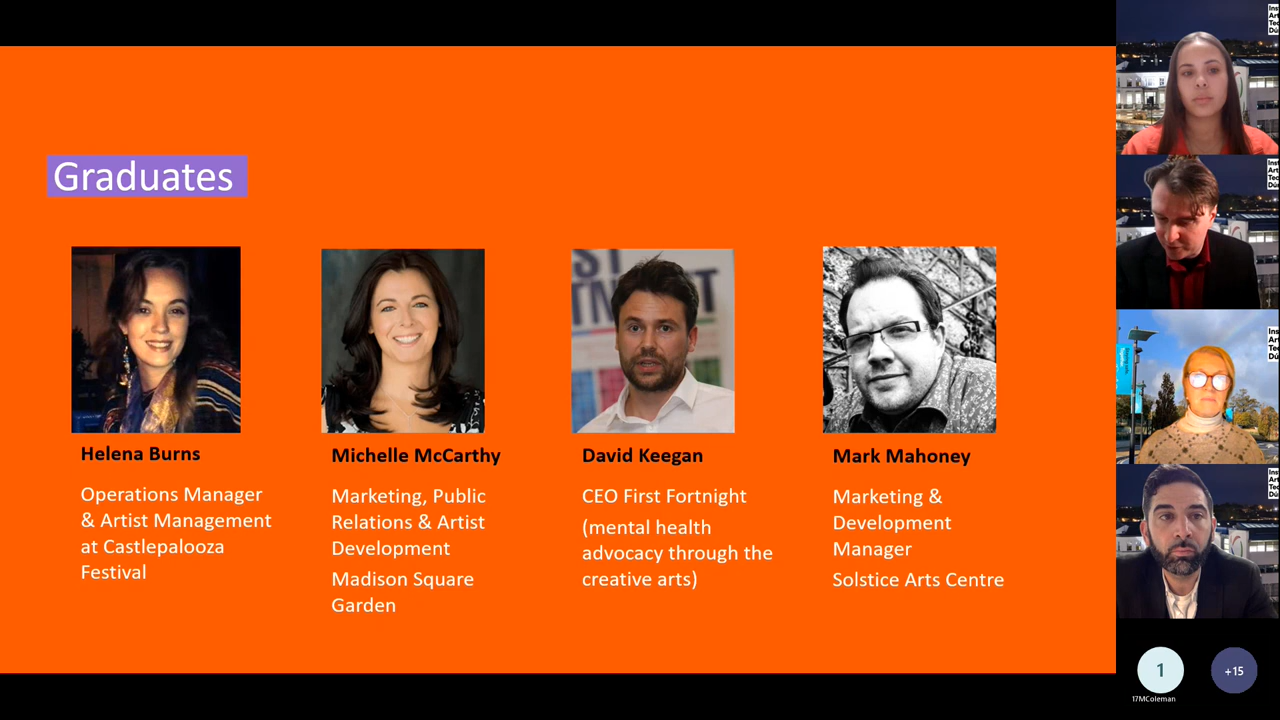 Graduates
Helena Burns
Operations Manager
& Artist Management
at Castlepalooza
Festival
Michelle McCarthy
Marketing, Public
Relations & Artist
Development
Madison Square
Garden
David Keegan
CEO First Fortnight
(mental health
advocacy through the
creative arts)
Mark Mahoney
Marketing &
Development
Manager
Solstice Arts Centre
1
+15
17MColeman